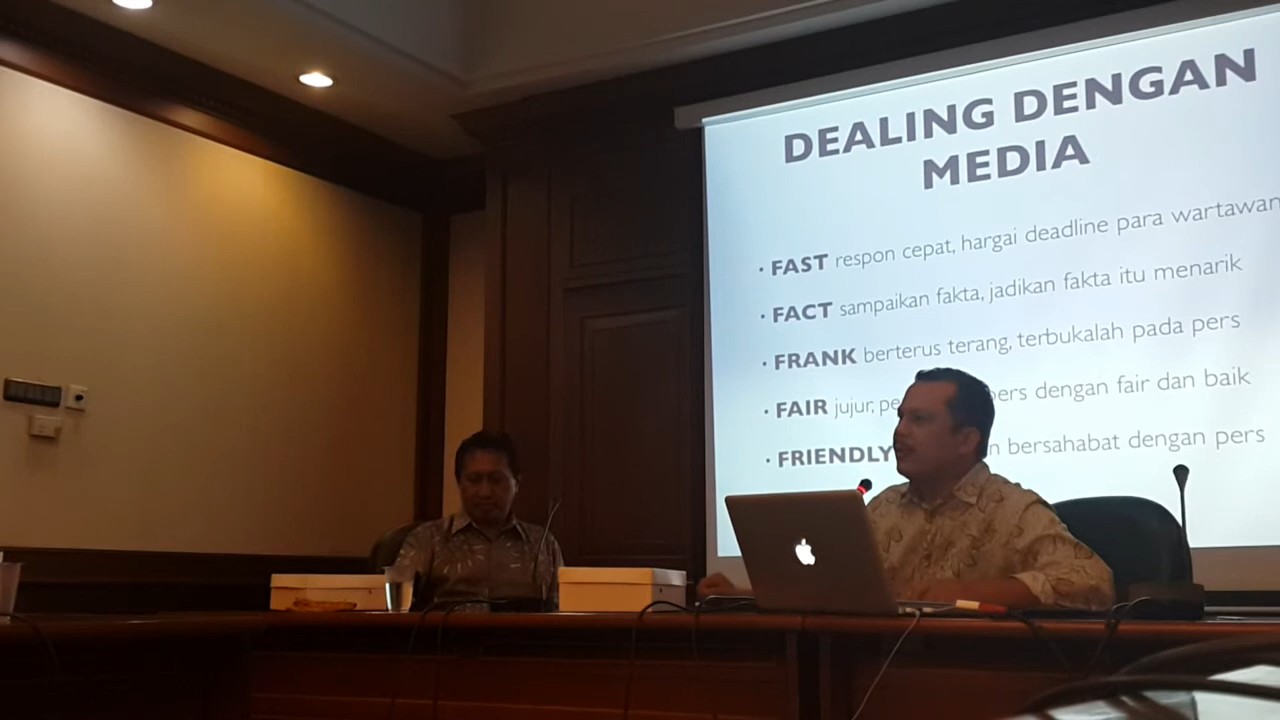 DEALING DENGAN
MEDIA
• FAST respon cepat, hargai deadline para wartawan
• FACT sampaikan fakta, jadikan fakta itu menarik
• FRANK berterus terang, terbukalah pada pers
• FAIR jujur, pers dengan fair dan baik
• FRIENDLY bersahabat dengan pers